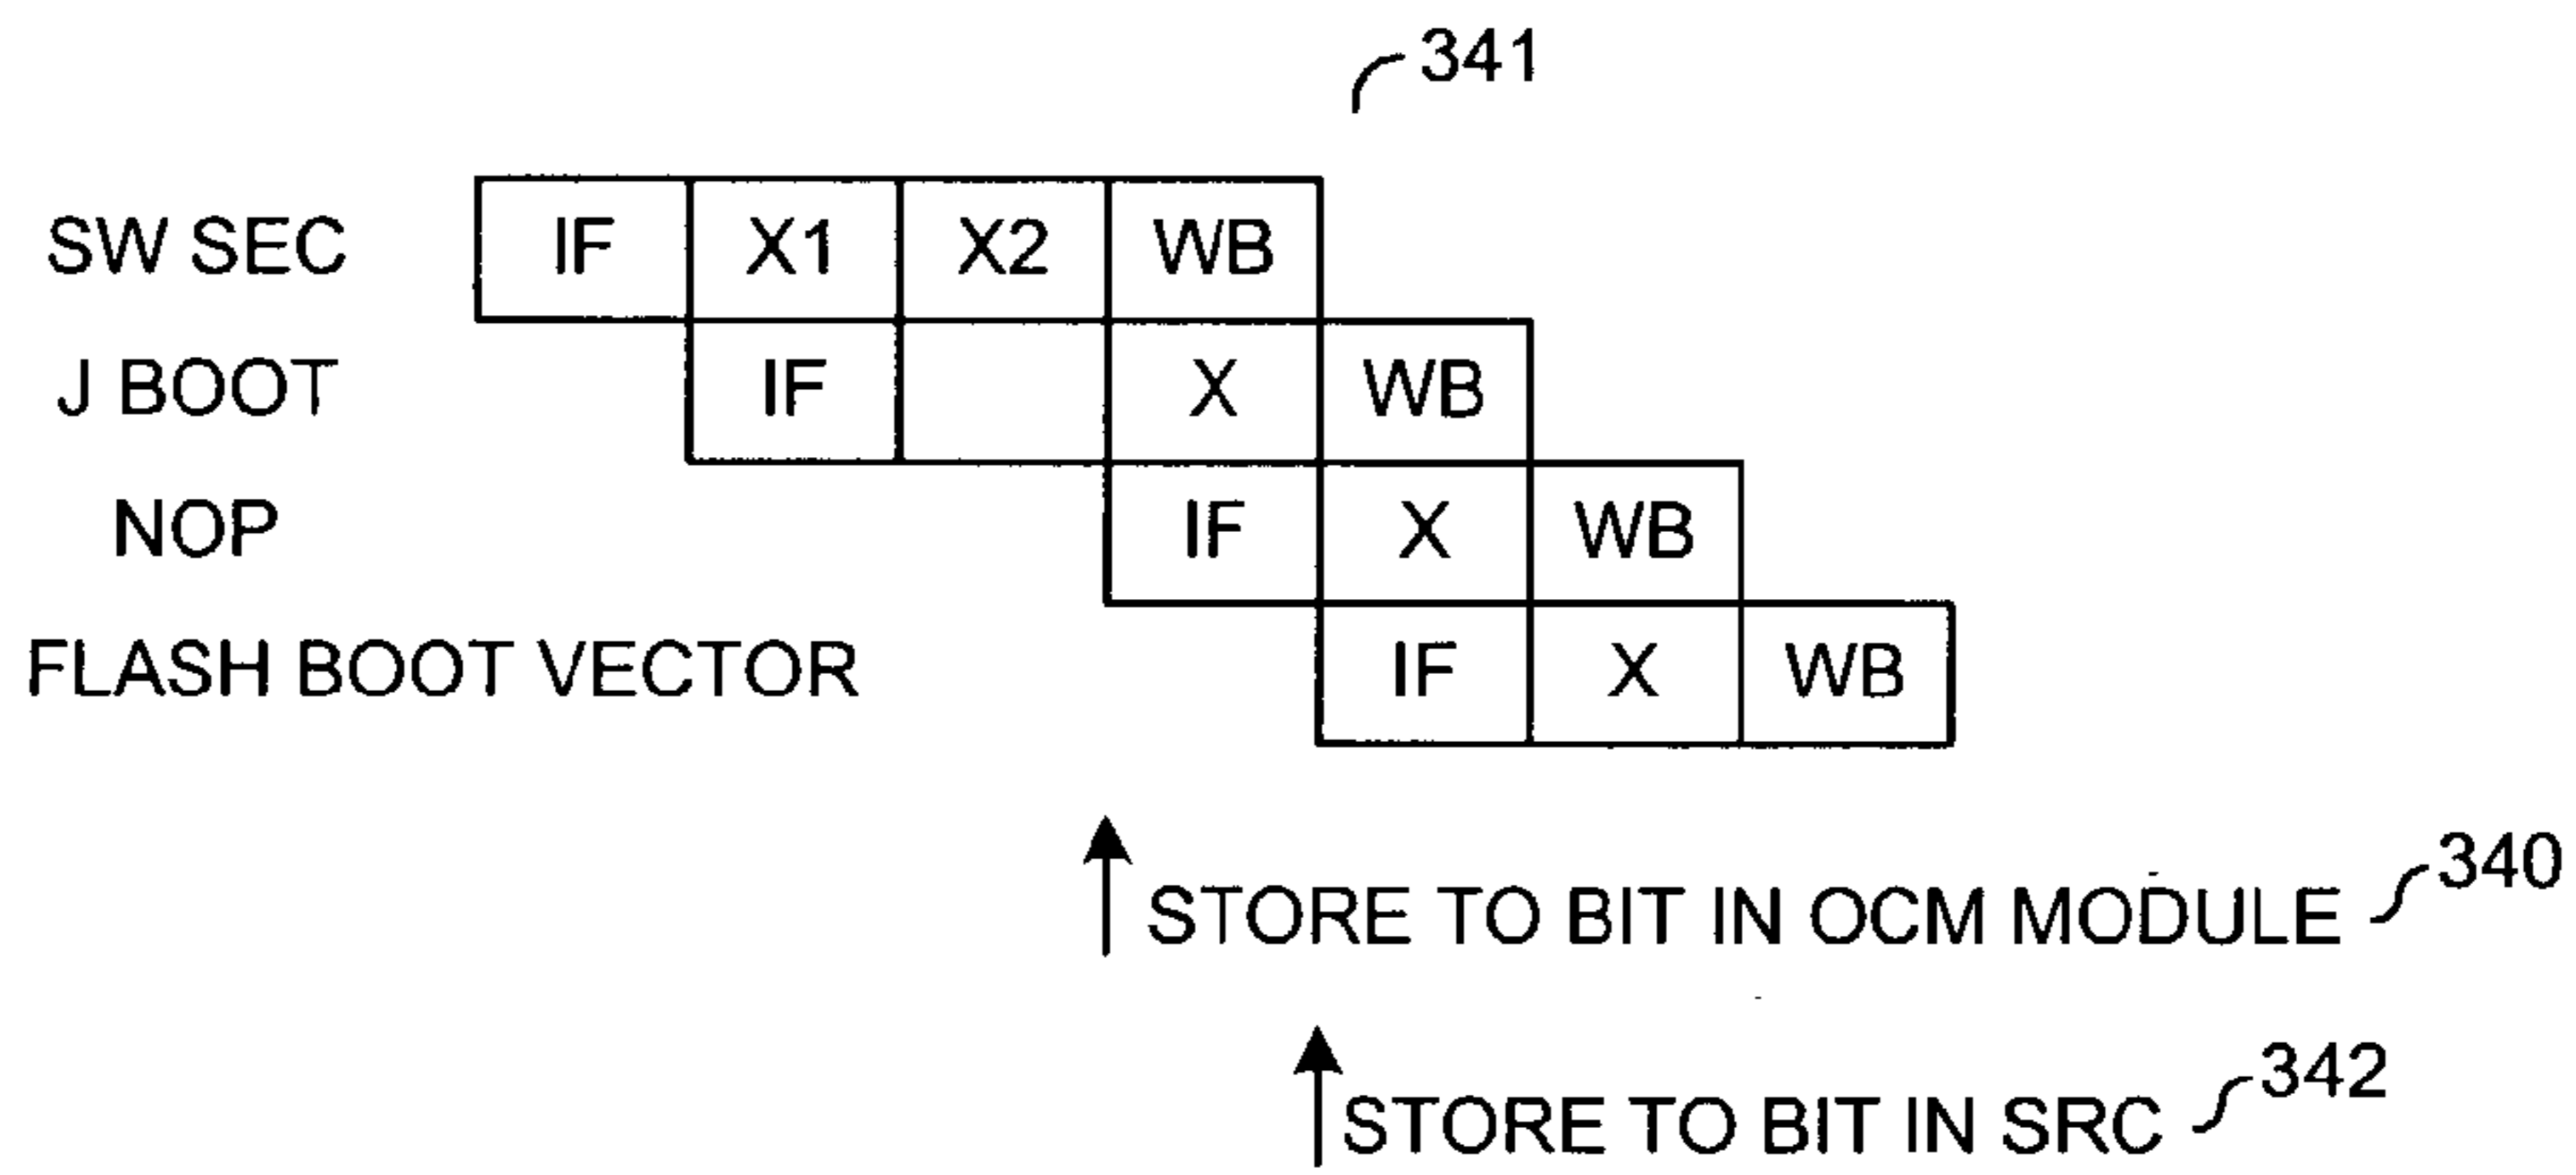 341
SW SEC IF X1 X2 WB
J BOOT IF X WB
NOP IF X WB
FLASH BOOT VECTOR IF X WB
STORE TO BIT IN OCM MODULE 340
STORE TO BIT IN SRC 342